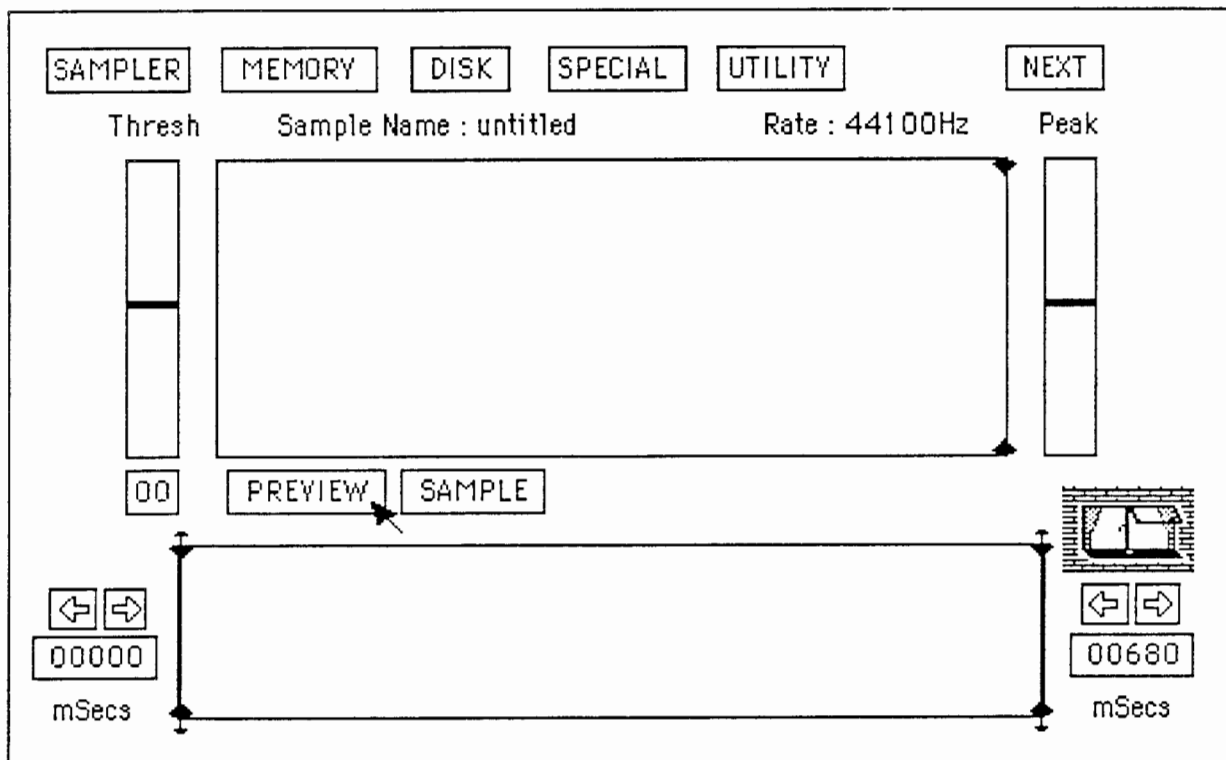 SAMPLER MEMORY DISK SPECIAL UTILITY NEXT
Thresh Sample Name : untitled Rate : 44100Hz Peak
00 PREVIEW SAMPLE
00000 00680
mSecs mSecs